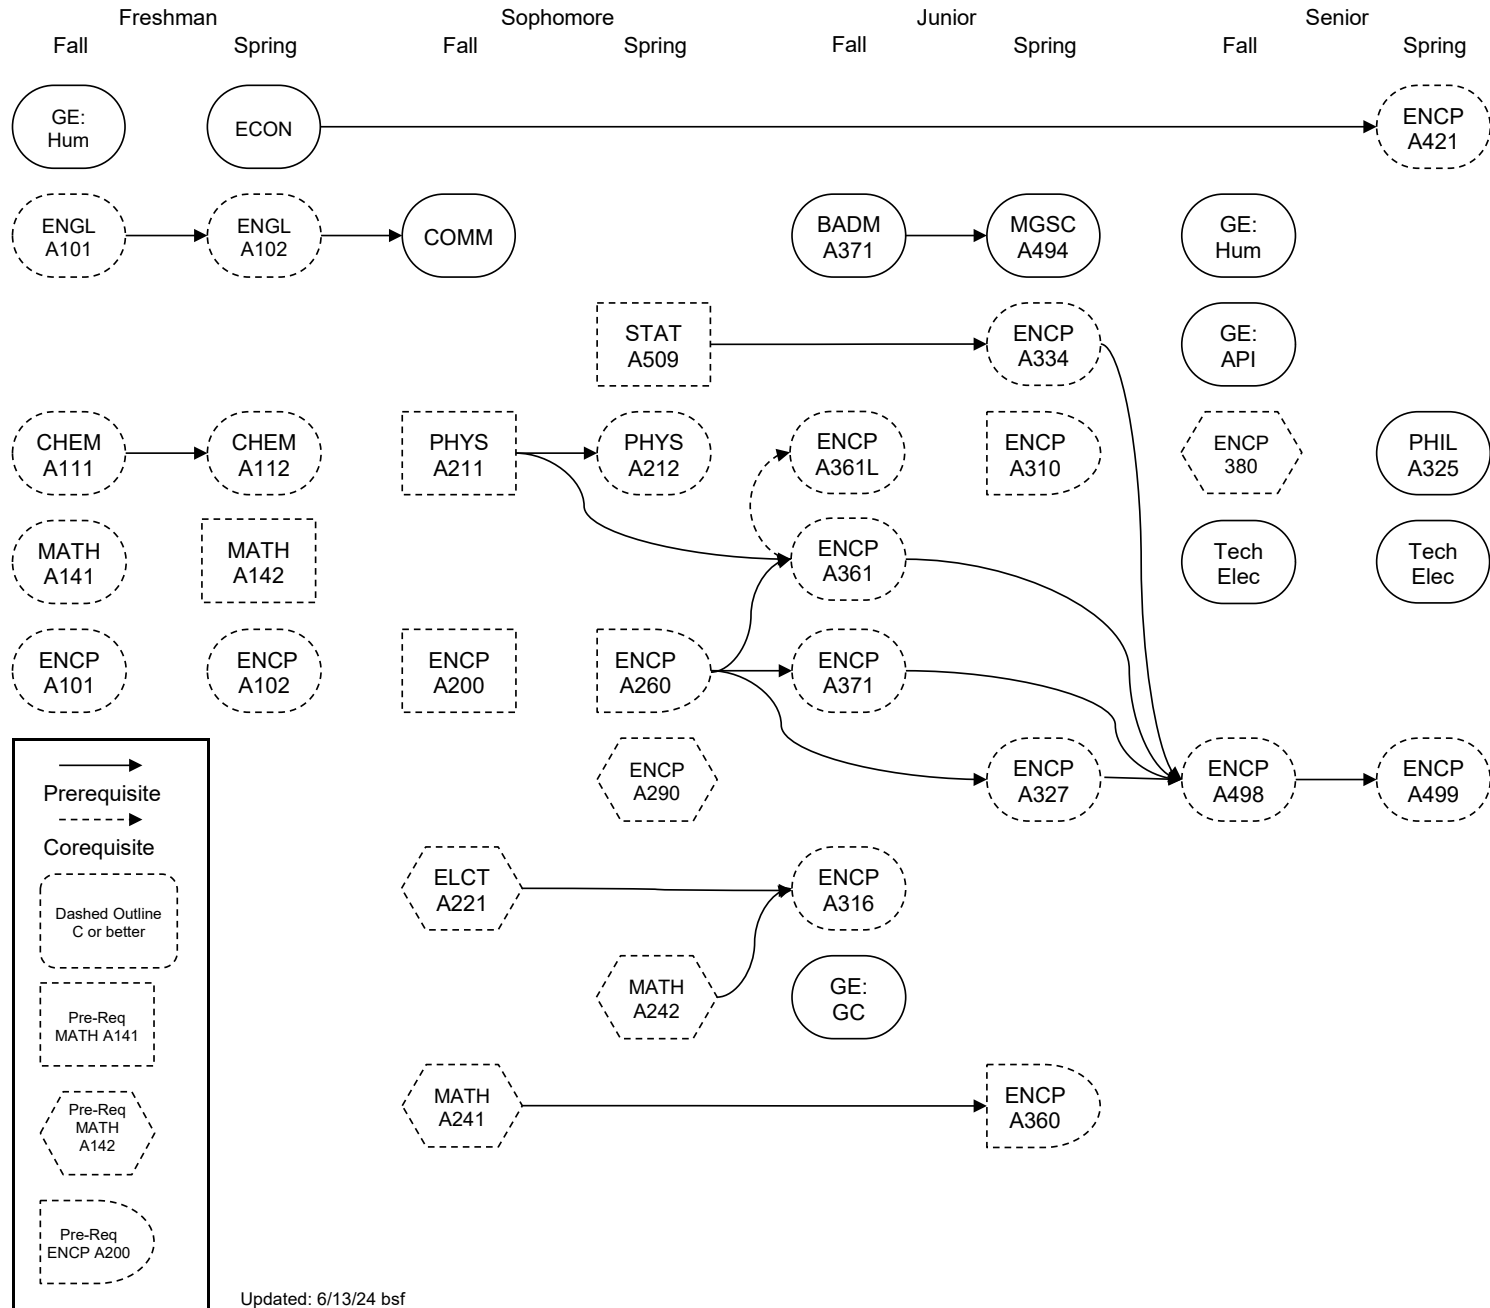 Freshman
Sophomore
Junior
Senior
Fall
Spring
Fall
Spring
Fall
Spring
Fall
Spring
GE:
Hum
ECON
ENCP
A421
ENGL
A101
ENGL
A102
COMM
BADM
A371
MGSC
A494
GE:
Hum
STAT
A509
ENCP
A334
GE:
API
CHEM
A111
CHEM
A112
PHYS
A211
PHYS
A212
ENCP
A361L
ENCP
A310
ENCP
380
PHIL
A325
MATH
A141
MATH
A142
ENCP
A361
Tech
Elec
Tech
Elec
ENCP
A101
ENCP
A102
ENCP
A200
ENCP
A260
ENCP
A371
ENCP
A290
ENCP
A327
ENCP
A498
ENCP
A499
ELCT
A221
ENCP
A316
MATH
A242
GE:
GC
MATH
A241
ENCP
A360
Prerequisite
Corequisite
Dashed Outline
C or better
Pre-Req
MATH A141
Pre-Req
MATH
A142
Pre-Req
ENCP A200
Updated: 6/13/24 bsf